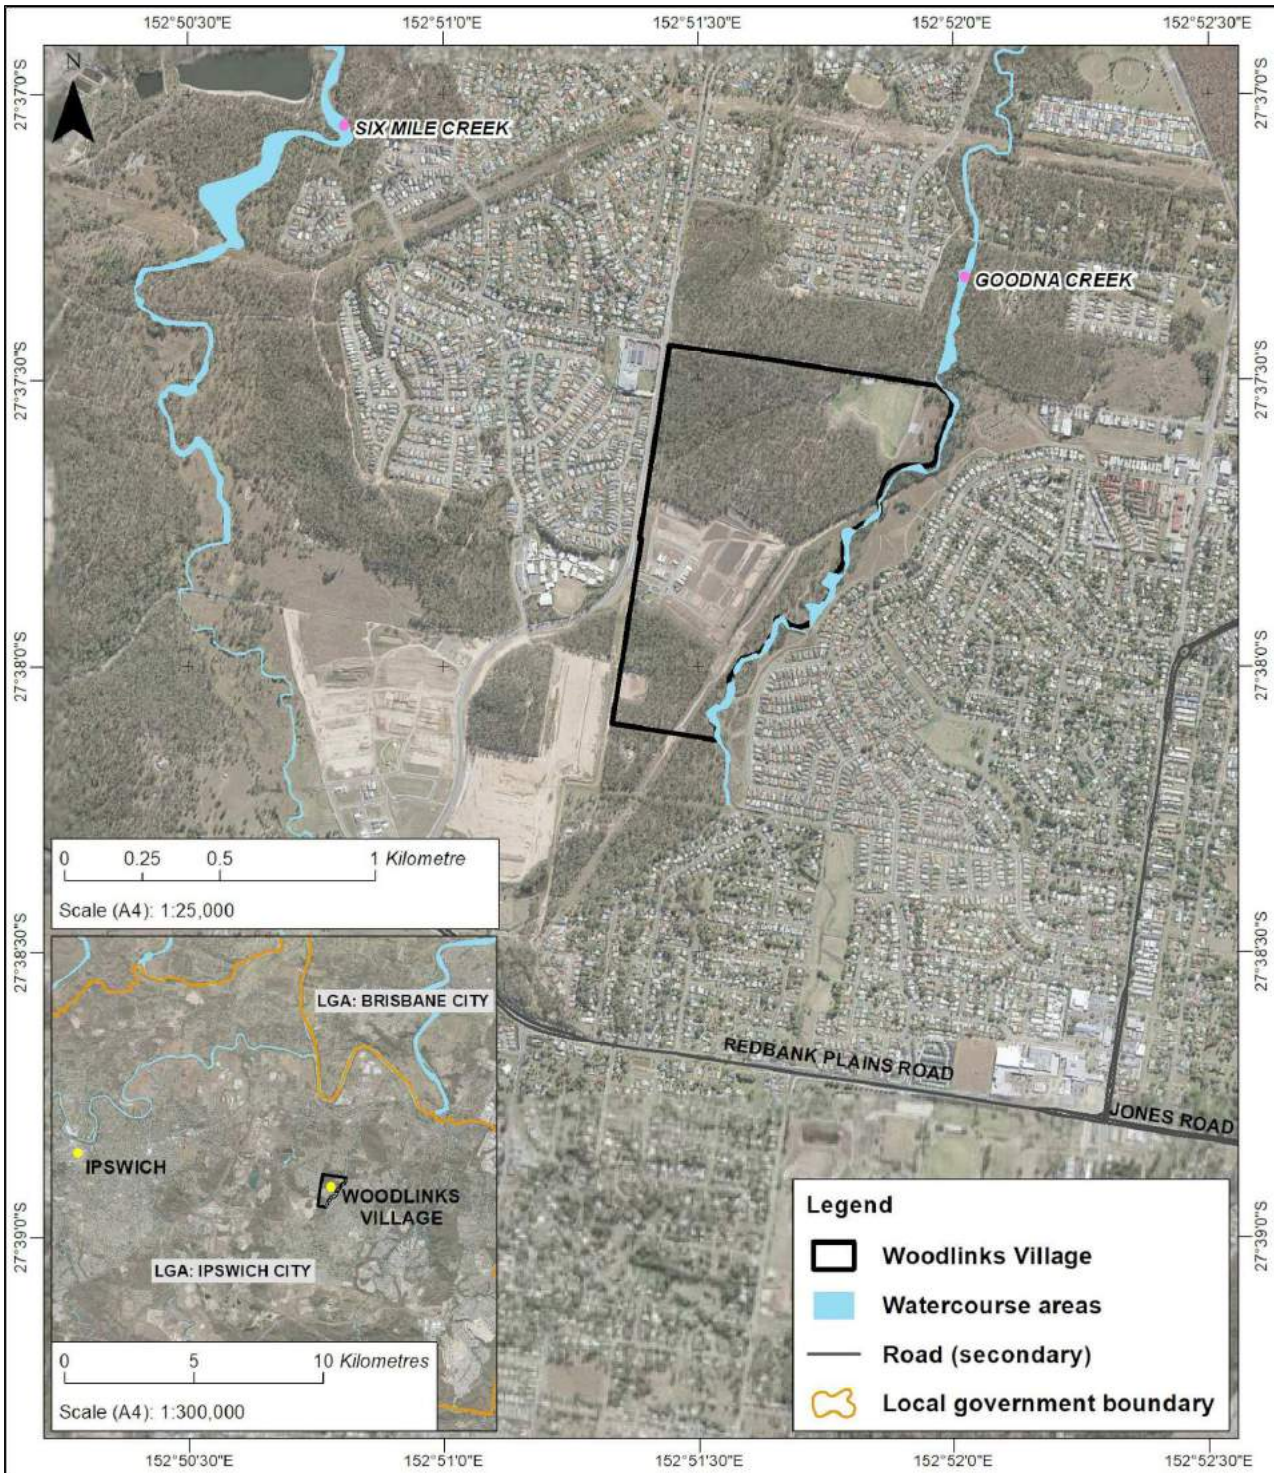 152°50'30"E
152°51'0"E
152°51'30"E
152°52'0"E
152°52'30"E
27°37'0"S
27°37'0"S
N
SIX MILE CREEK
GOODNA CREEK
27°37'30"S
27°37'30"S
27°38'0"S
27°38'0"S
0 0.25 0.5 1 Kilometre
Scale (A4): 1:25,000
27°38'30"S
27°38'30"S
LGA: BRISBANE CITY
REDBANK PLAINS ROAD
JONES ROAD
IPSWICH
WOODLINKS
VILLAGE
LGA: IPSWICH CITY
27°39'0"S
27°39'0"S
0 5 10 Kilometres
Scale (A4): 1:300,000
Legend
Woodlinks Village
Watercourse areas
Road (secondary)
Local government boundary
152°50'30"E
152°51'0"E
152°51'30"E
152°52'0"E
152°52'30"E